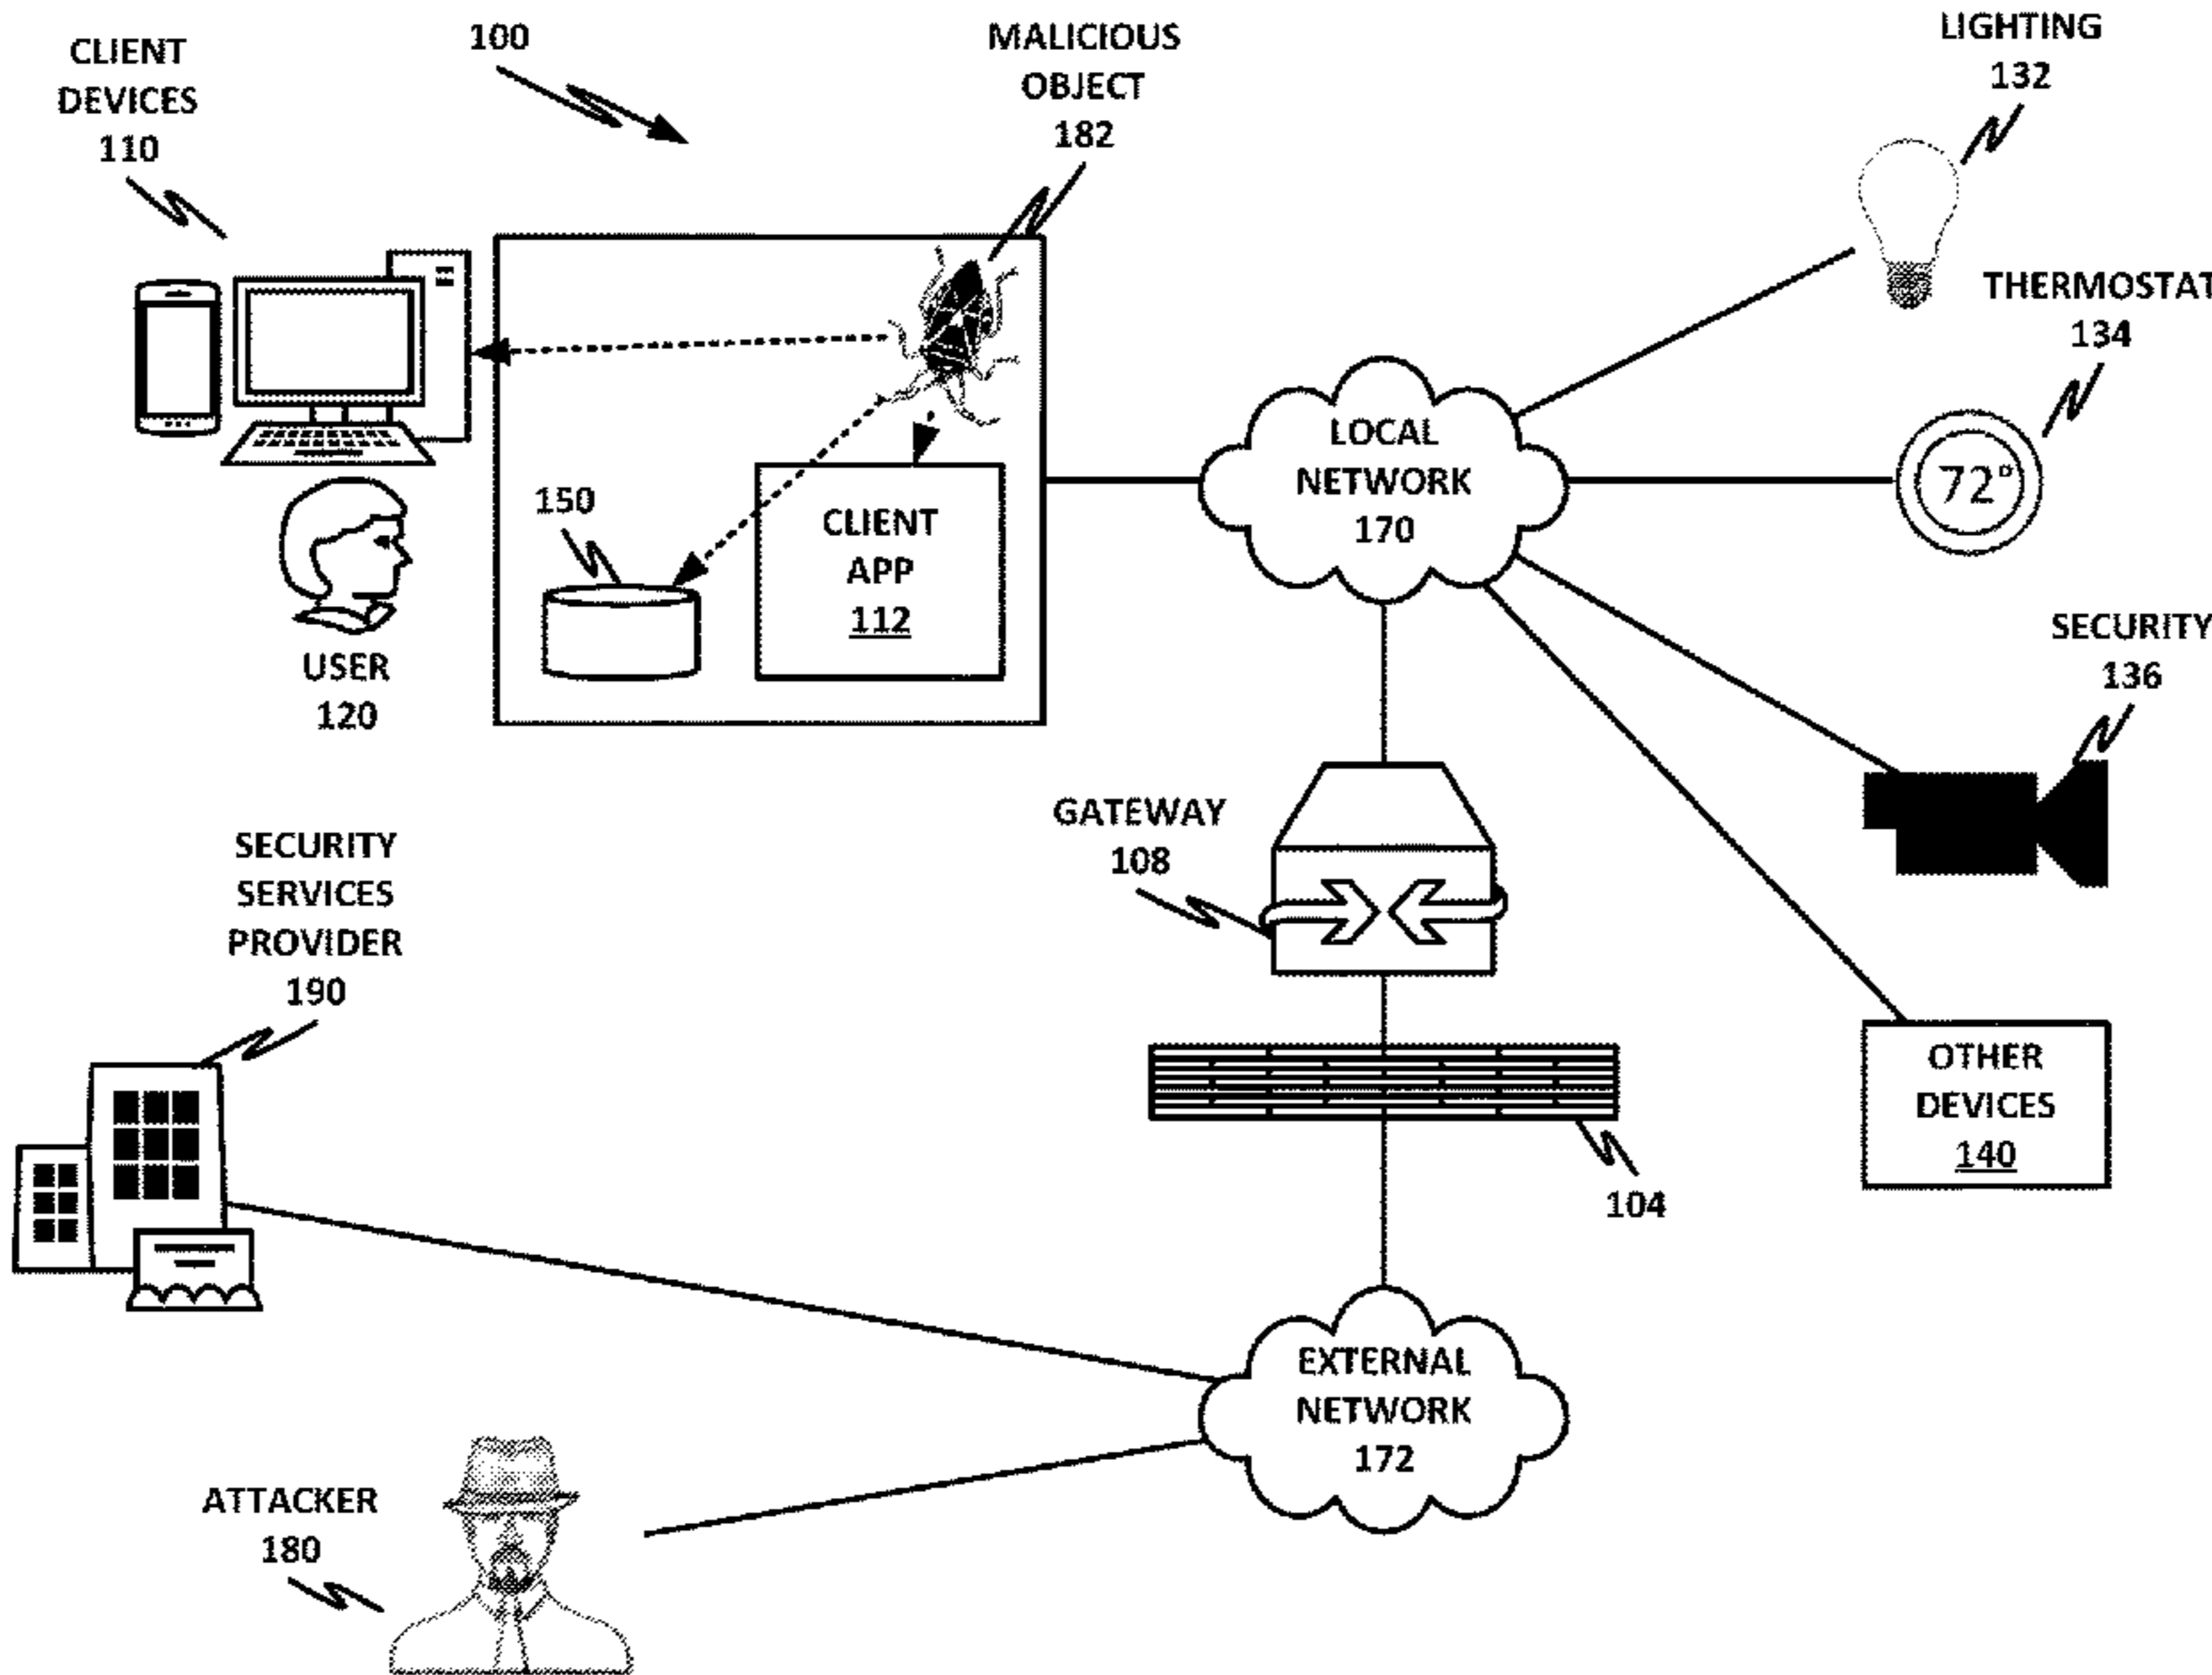 CLIENT
DEVICES
110
100
MALICIOUS
OBJECT
182
LIGHTING
132
THERMOSTAT
134
72°
LOCAL
NETWORK
170
150
CLIENT
APP
112
USER
120
SECURITY
136
GATEWAY
108
SECURITY
SERVICES
PROVIDER
190
OTHER
DEVICES
140
104
EXTERNAL
NETWORK
172
ATTACKER
180